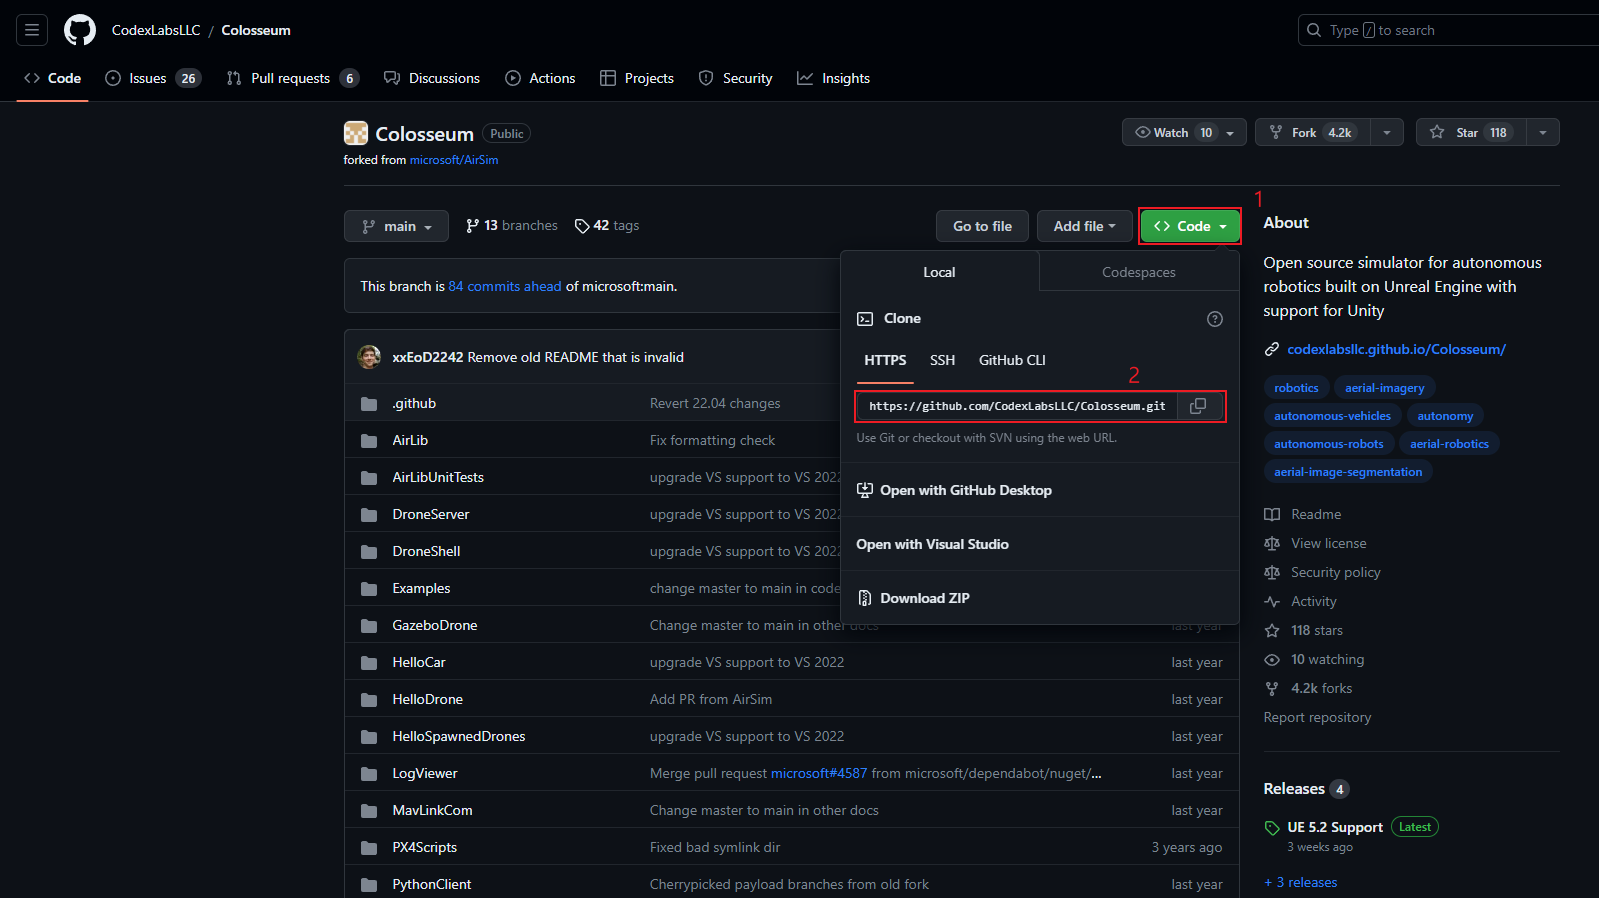 CodexLabsLLC / Colosseum
Type / to search
Code Issues 26 Pull requests 6 Discussions Actions Projects Security Insights
Colosseum Public
Watch 10 Fork 4.2k Star 118
forked from microsoft/AirSim
1
main 13 branches 42 tags
Go to file Add file <> Code
This branch is 84 commits ahead of microsoft:main.
xxEoD2242 Remove old README that is invalid
.github Revert 22.04 changes
AirLib Fix formatting check
AirLibUnitTests upgrade VS support to VS 2022
DroneServer upgrade VS support to VS 2022
DroneShell upgrade VS support to VS 2022
Examples change master to main in code
GazeboDrone Change master to main in other docs last year
HelloCar upgrade VS support to VS 2022 last year
HelloDrone Add PR from AirSim last year
HelloSpawnedDrones upgrade VS support to VS 2022 last year
LogViewer Merge pull request microsoft#4587 from microsoft/dependabot/nuget/... last year
MavLinkCom Change master to main in other docs last year
PX4Scripts Fixed bad symlink dir 3 years ago
PythonClient Cherrypicked payload branches from old fork last year
Local Codespaces
Clone
HTTPS SSH GitHub CLI
2
https://github.com/CodexLabsLLC/Colosseum.git
Use Git or checkout with SVN using the web URL.
Open with GitHub Desktop
Open with Visual Studio
Download ZIP
About
Open source simulator for autonomous
robotics built on Unreal Engine with
support for Unity
codexlabsllc.github.io/Colosseum/
robotics aerial-imagery
autonomous-vehicles autonomy
autonomous-robots aerial-robotics
aerial-image-segmentation
Readme
View license
Security policy
Activity
118 stars
10 watching
4.2k forks
Report repository
Releases 4
UE 5.2 Support Latest
3 weeks ago
+ 3 releases